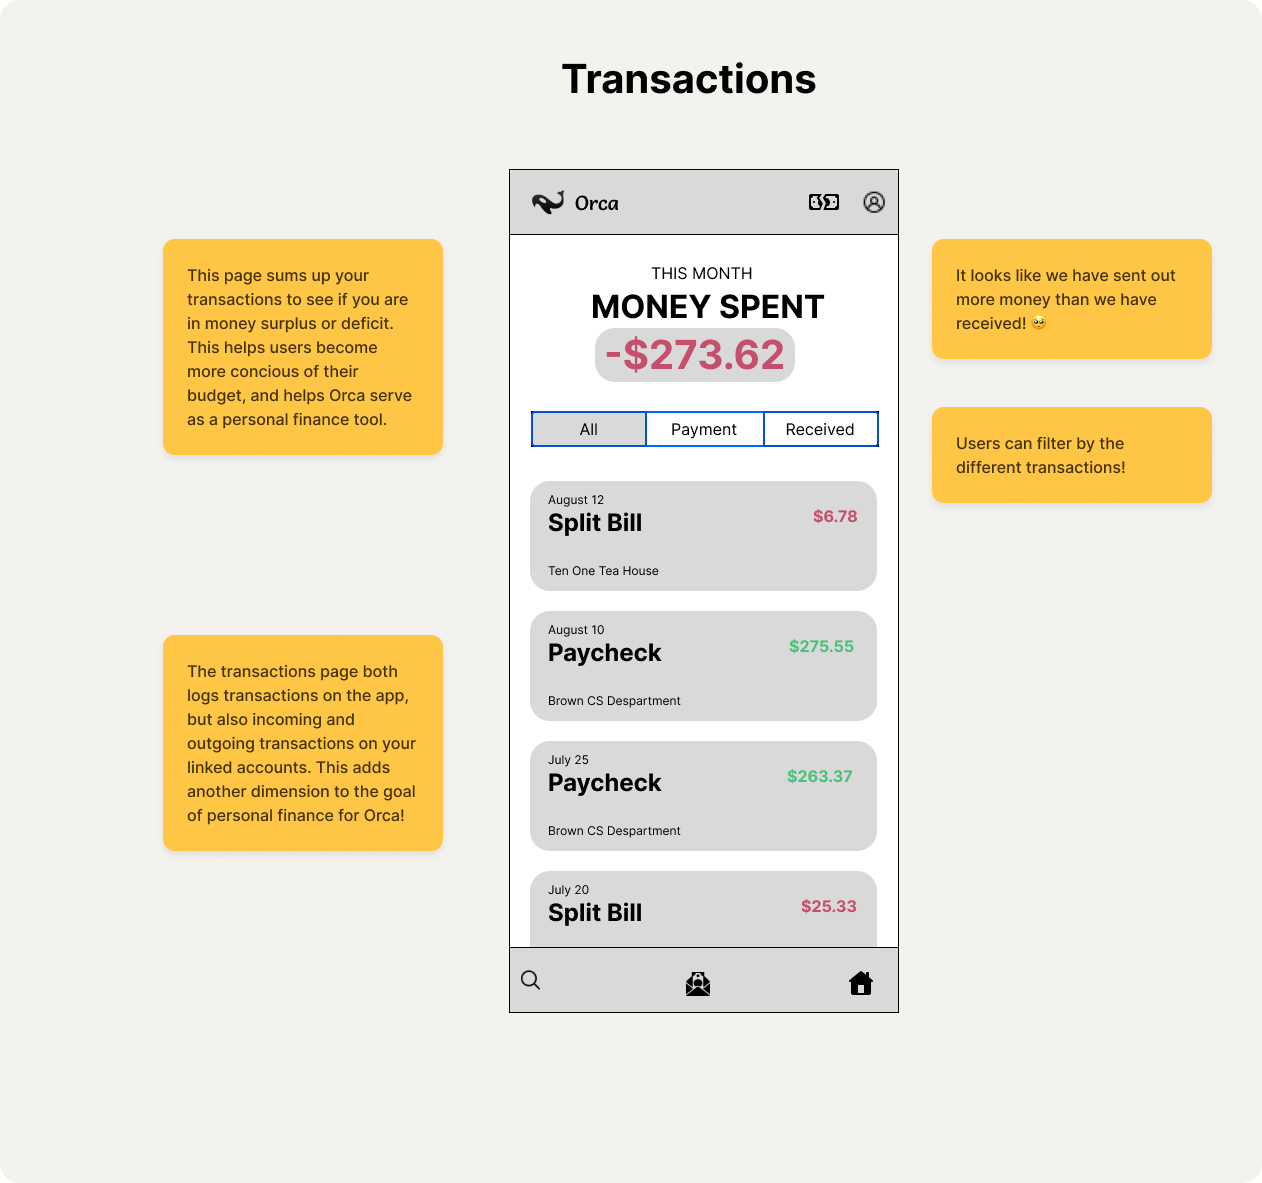 Transactions
Orca
This page sums up your
transactions to see if you are
in money surplus or deficit.
This helps users become
more concious of their
budget, and helps Orca serve
as a personal finance tool.
The transactions page both
logs transactions on the app,
but also incoming and
outgoing transactions on your
linked accounts. This adds
another dimension to the goal
of personal finance for Orca!
THIS MONTH
MONEY SPENT
-$273.62
All Payment Received
August 12
Split Bill
$6.78
Ten One Tea House
August 10
Paycheck
$275.55
Brown CS Despartment
July 25
Paycheck
$263.37
Brown CS Despartment
July 20
Split Bill
$25.33
It looks like we have sent out
more money than we have
received! 🥹
Users can filter by the
different transactions!